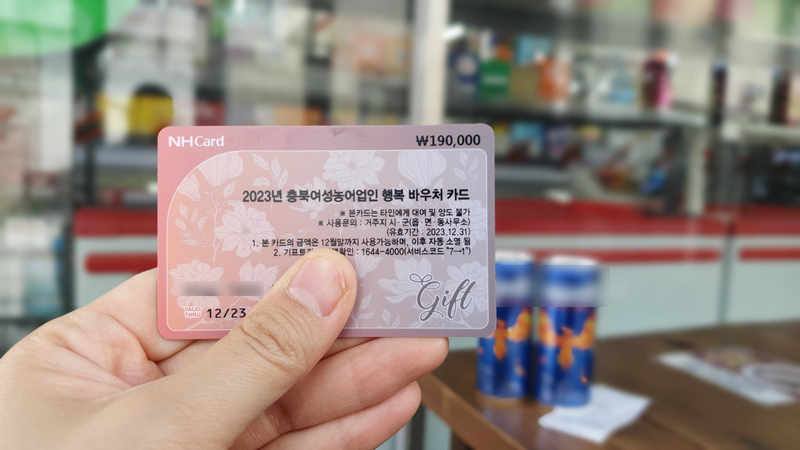 NHCard
₩190,000
2023년 충북여성농어업인 행복 바우처 카드
※ 본카드는 타인에게 대여 및 양도 불가
※ 사용문의 : 거주지 시·군(읍·면·동사무소)
(유효기간 : 2023.12.31)
1. 본 카드의 금액은 12월말까지 사용가능하며, 이후 자동 소멸 됨
2. 기프트 확인 : 1644-4000(서비스코드 "7→1")
Gift
VALID THRU 12/23